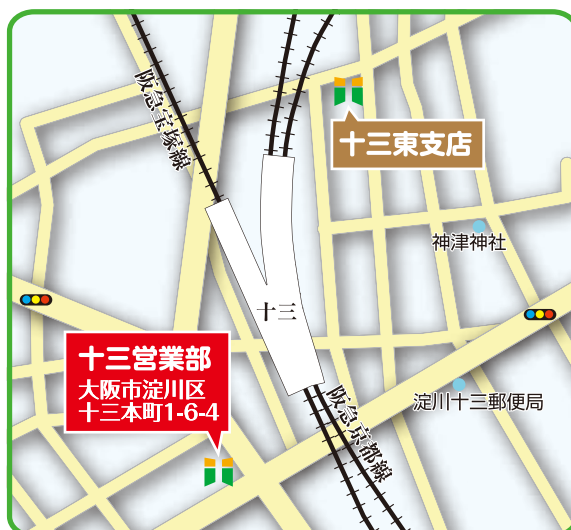 阪急宝塚線
十三東支店
神津神社
十三
十三営業部
大阪市淀川区
十三本町1-6-4
淀川十三郵便局
阪急京都線